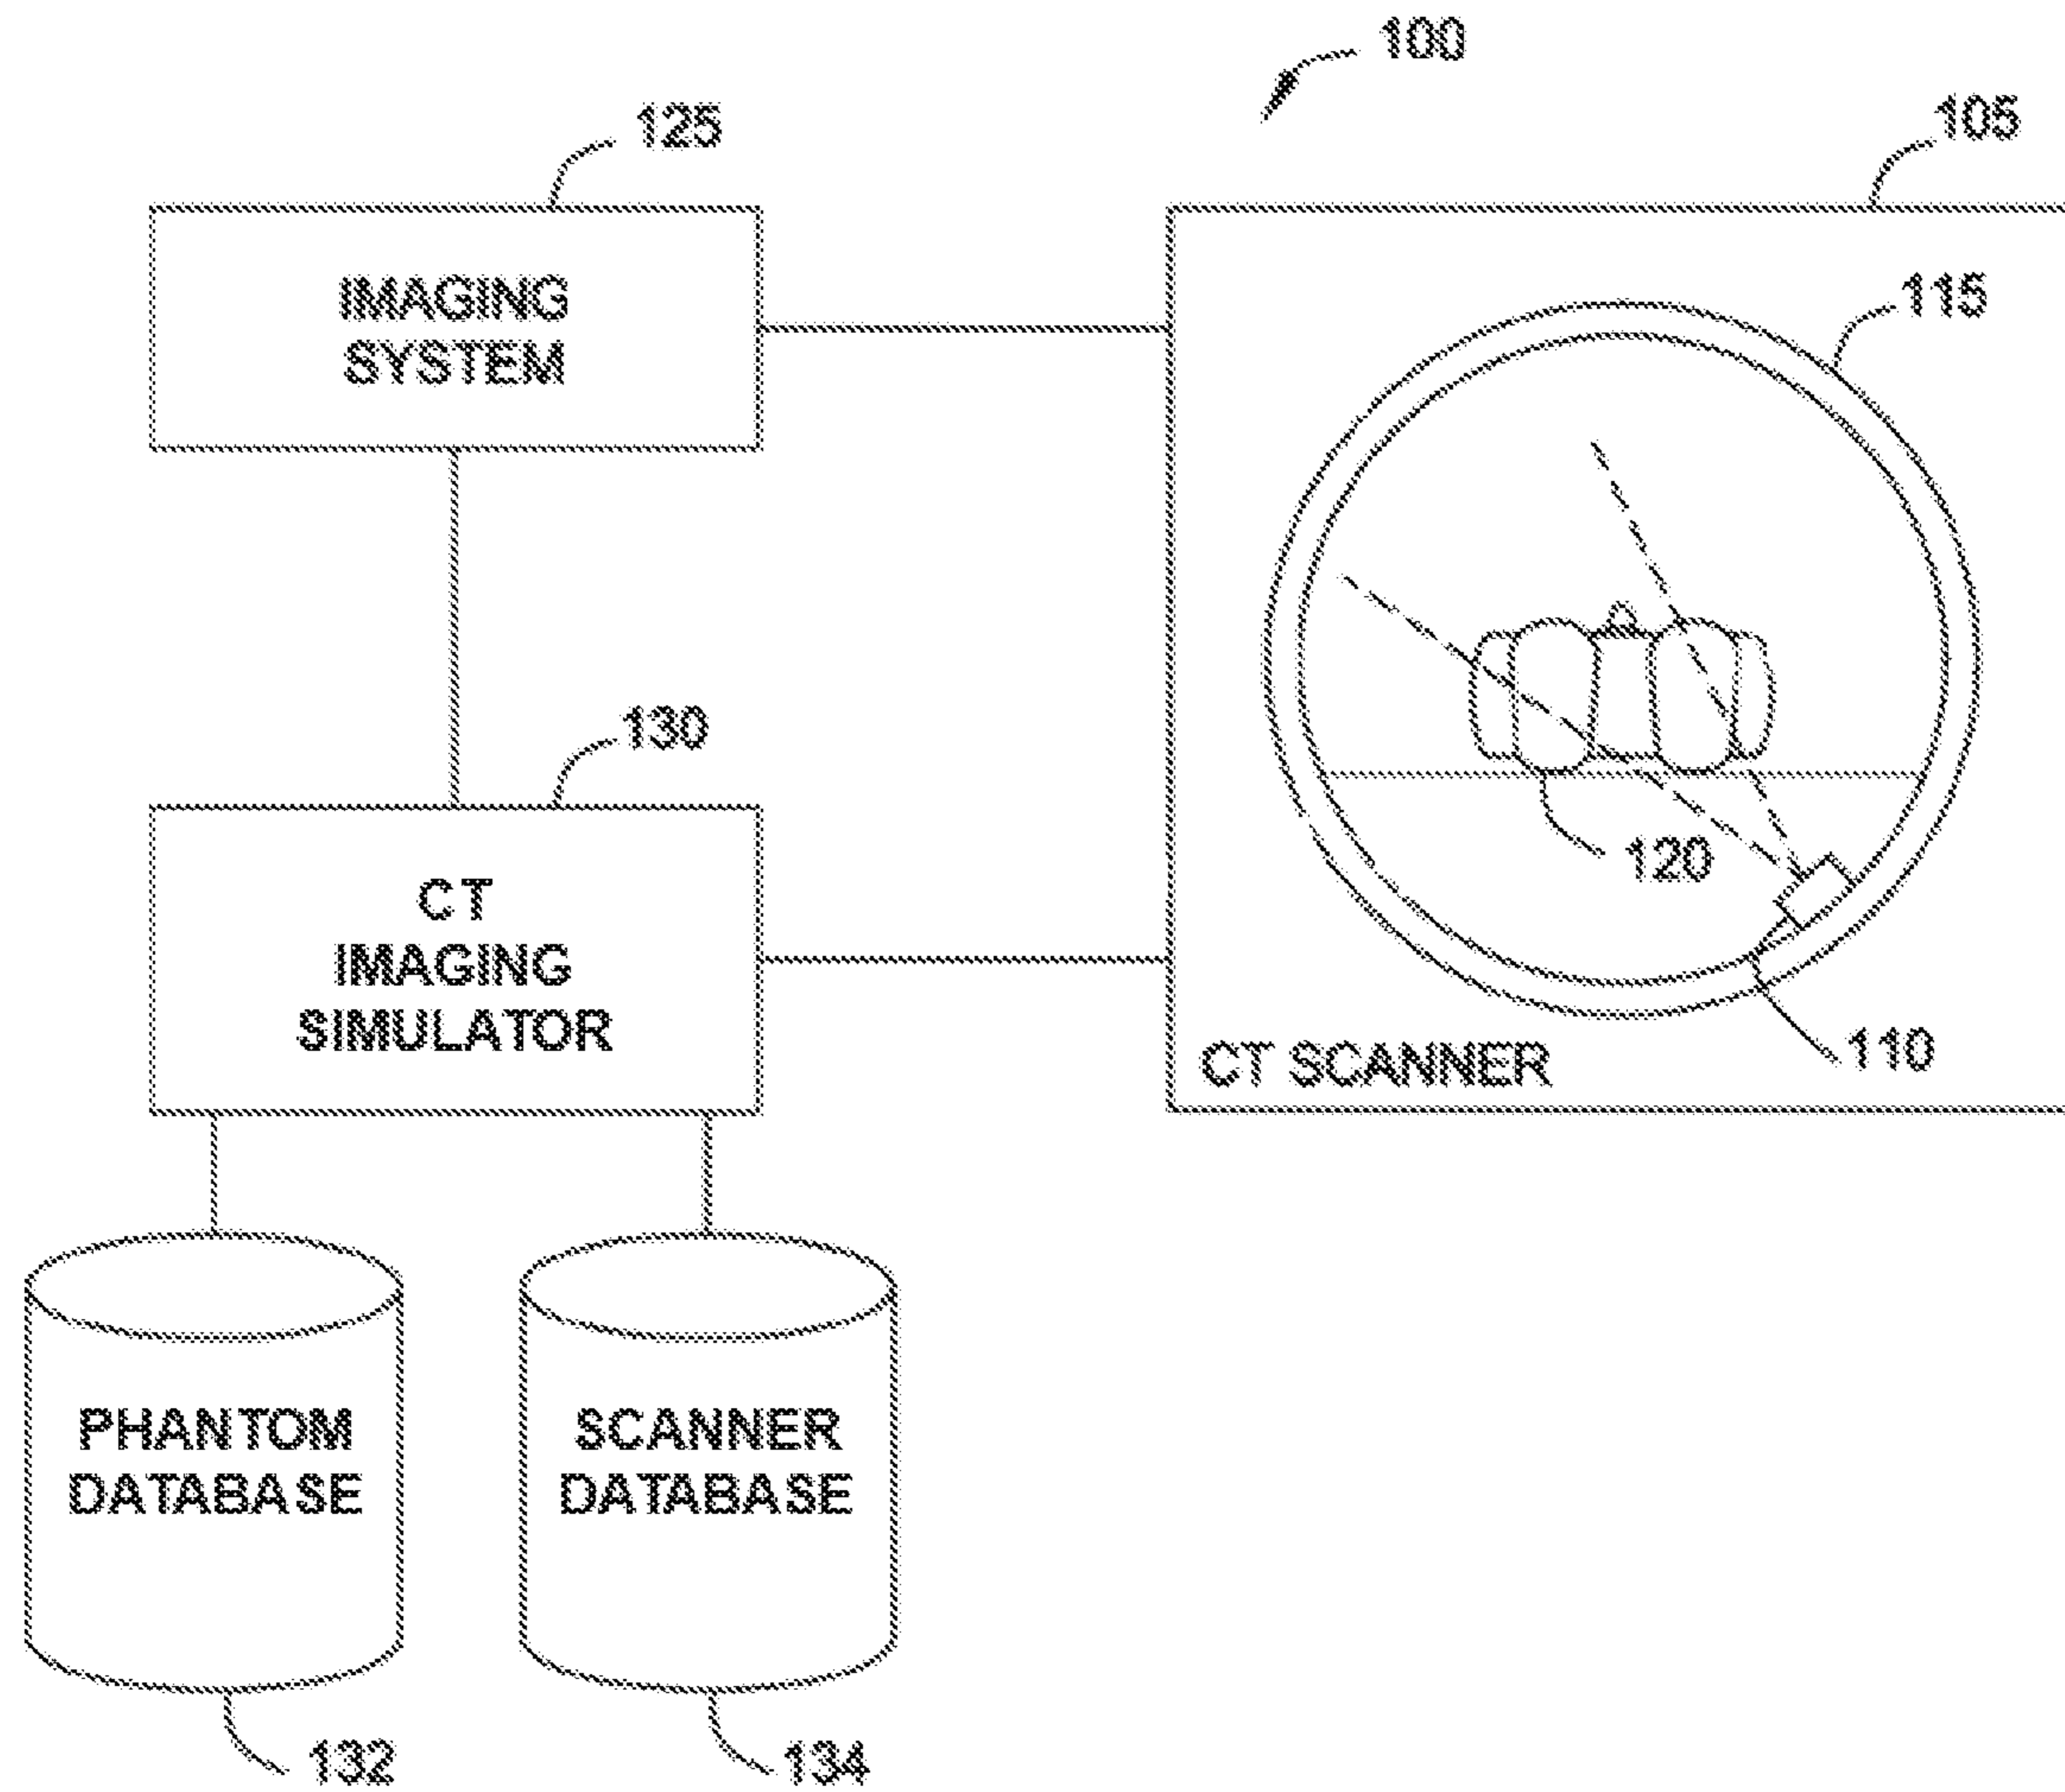 100
125
105
IMAGING
SYSTEM
115
130
120
CT
IMAGING
SIMULATOR
110
CT SCANNER
PHANTOM
DATABASE
SCANNER
DATABASE
132
134